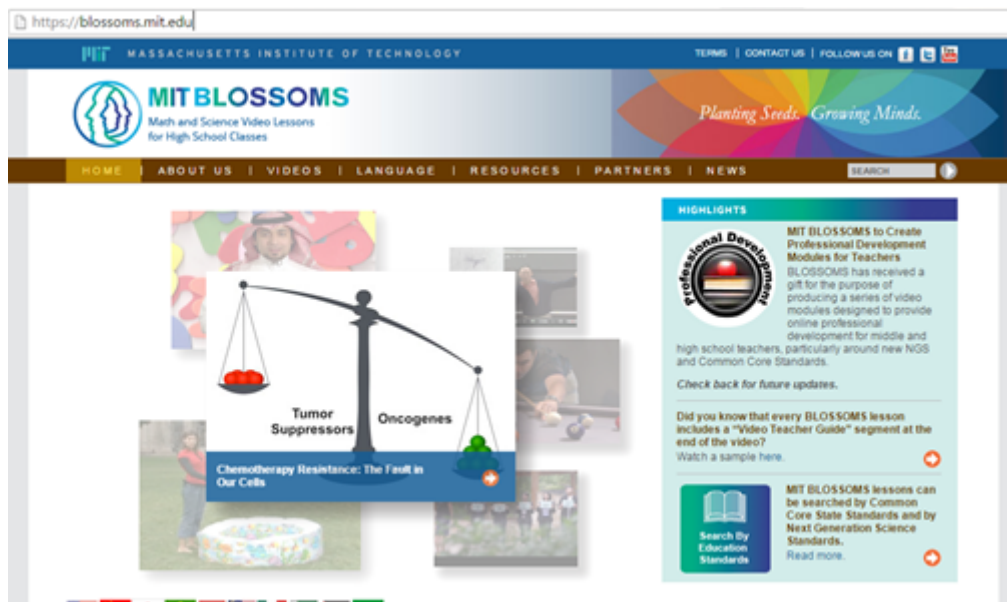 https://blossoms.mit.edu
MIT MASSACHUSETTS INSTITUTE OF TECHNOLOGY
TERMS | CONTACT US | FOLLOW US ON
MIT BLOSSOMS
Math and Science Video Lessons
for High School Classes
Planting Seeds. Growing Minds.
HOME | ABOUT US | VIDEOS | LANGUAGE | RESOURCES | PARTNERS | NEWS
SEARCH
Tumor
Suppressors
Oncogenes
Chemotherapy Resistance: The Fault in
Our Cells
HIGHLIGHTS
Professional Development
MIT BLOSSOMS to Create
Professional Development
Modules for Teachers
BLOSSOMS has received a
gift for the purpose of
producing a series of video
modules designed to provide
online professional
development for middle and
high school teachers, particularly around new NGS
and Common Core Standards.
Check back for future updates.
Did you know that every BLOSSOMS lesson
includes a "Video Teacher Guide" segment at the
end of the video?
Watch a sample here.
Search By
Education
Standards
MIT BLOSSOMS lessons can
be searched by Common
Core State Standards and by
Next Generation Science
Standards.
Read more.